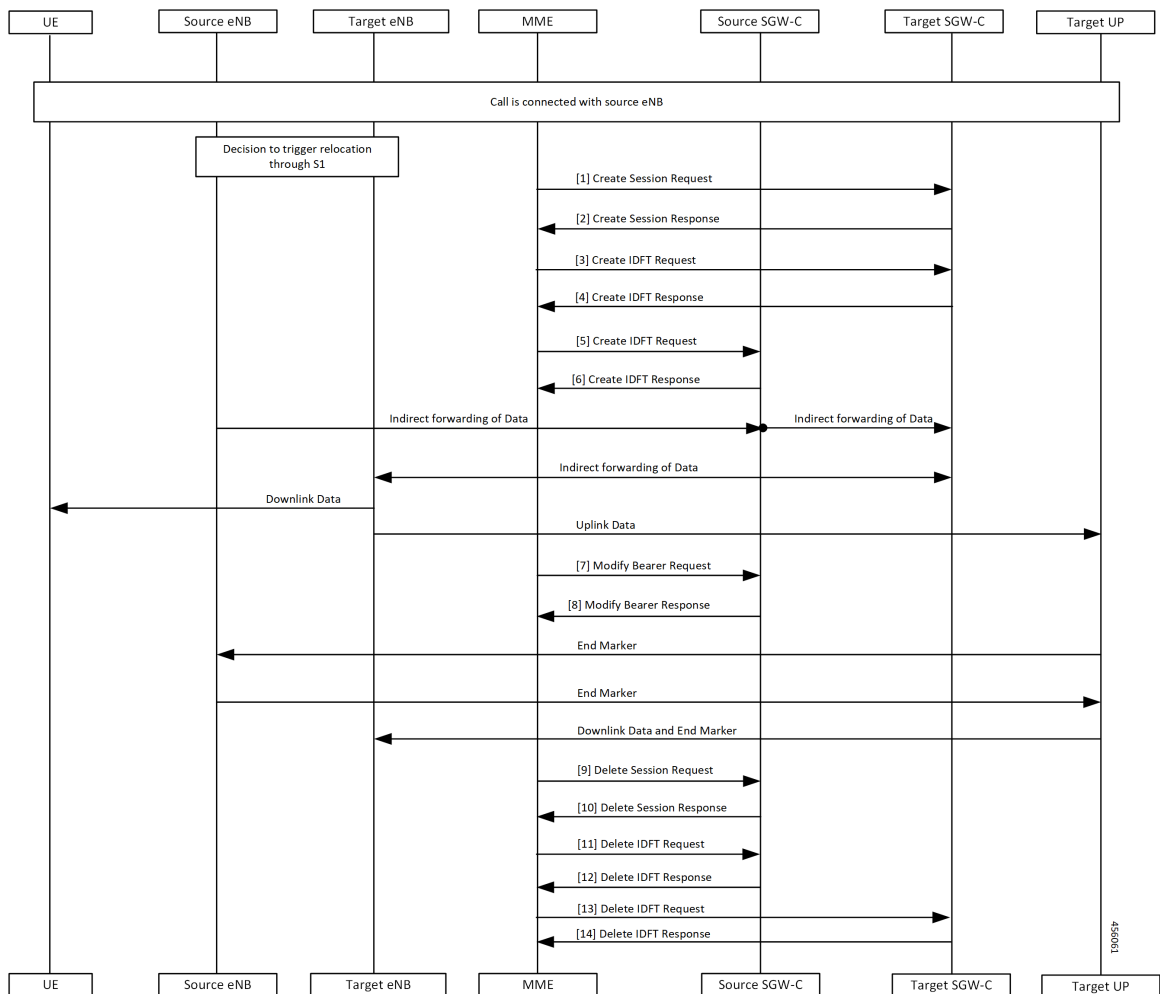 UE
Source eNB
Target eNB
MME
Source SGW-C
Target SGW-C
Target UP
Call is connected with source eNB
Decision to trigger relocation
through S1
[1] Create Session Request
[2] Create Session Response
[3] Create IDFT Request
[4] Create IDFT Response
[5] Create IDFT Request
[6] Create IDFT Response
Indirect forwarding of Data
Indirect forwarding of Data
Indirect forwarding of Data
Downlink Data
Uplink Data
[7] Modify Bearer Request
[8] Modify Bearer Response
End Marker
End Marker
Downlink Data and End Marker
[9] Delete Session Request
[10] Delete Session Response
[11] Delete IDFT Request
[12] Delete IDFT Response
[13] Delete IDFT Request
[14] Delete IDFT Response
456061
UE
Source eNB
Target eNB
MME
Source SGW-C
Target SGW-C
Target UP